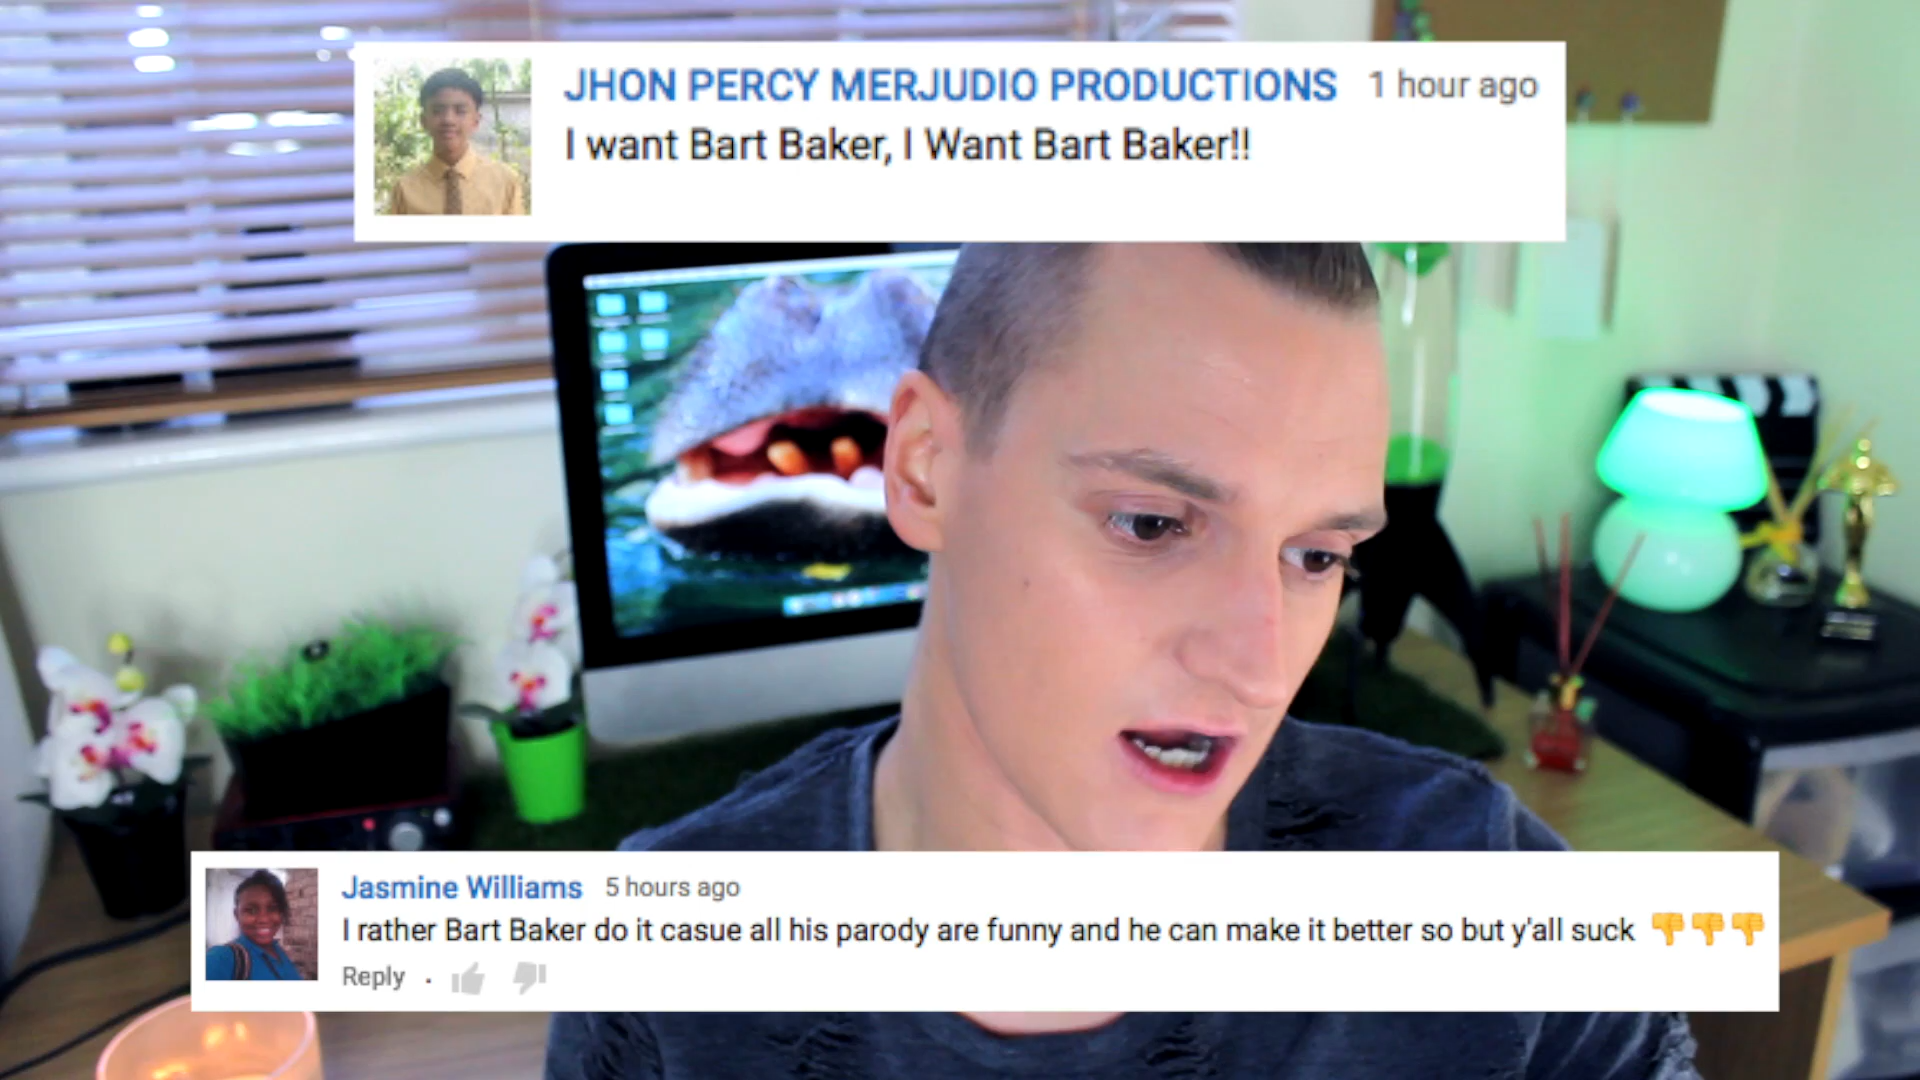 JHON PERCY MERJUDIO PRODUCTIONS 1 hour ago
I want Bart Baker, I Want Bart Baker!!
Jasmine Williams 5 hours ago
I rather Bart Baker do it casue all his parody are funny and he can make it better so but y'all suck 👎👎👎
Reply ·